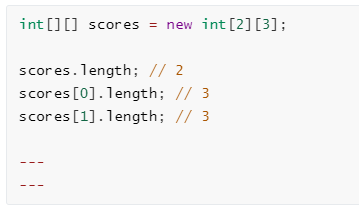 int[][] scores = new int[2][3];
scores.length; // 2
scores[0].length; // 3
scores[1].length; // 3
---
---